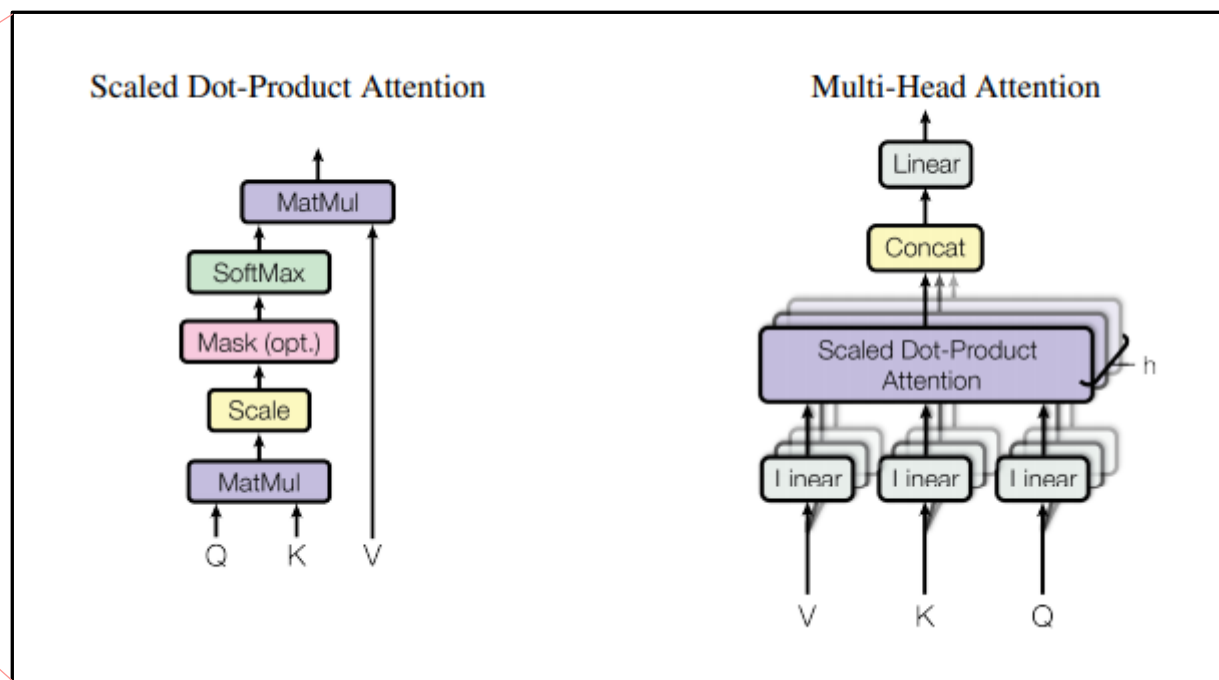 Scaled Dot-Product Attention
MatMul
SoftMax
Mask (opt.)
Scale
MatMul
Q K V
Multi-Head Attention
Linear
Concat
Scaled Dot-Product
Attention
h
Linear Linear Linear
V K Q